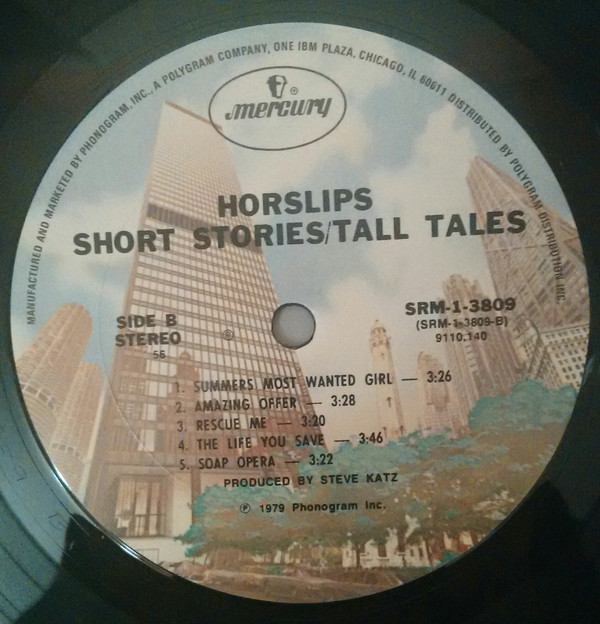 MANUFACTURED AND MARKETED BY PHONOGRAM, INC., A POLYGRAM COMPANY, ONE IBM PLAZA, CHICAGO, IL 60611 DISTRIBUTED BY POLYGRAM DISTRIBUTION INC.
mercury ®
HORSLIPS
SHORT STORIES/TALL TALES
SIDE B
STEREO
56
℗
SRM-1-3809
(SRM-1-3809-B)
9110.140
1. SUMMERS MOST WANTED GIRL — 3:26
2. AMAZING OFFER — 3:28
3. RESCUE ME — 3:20
4. THE LIFE YOU SAVE — 3:46
5. SOAP OPERA — 3:22
PRODUCED BY STEVE KATZ
℗ 1979 Phonogram Inc.